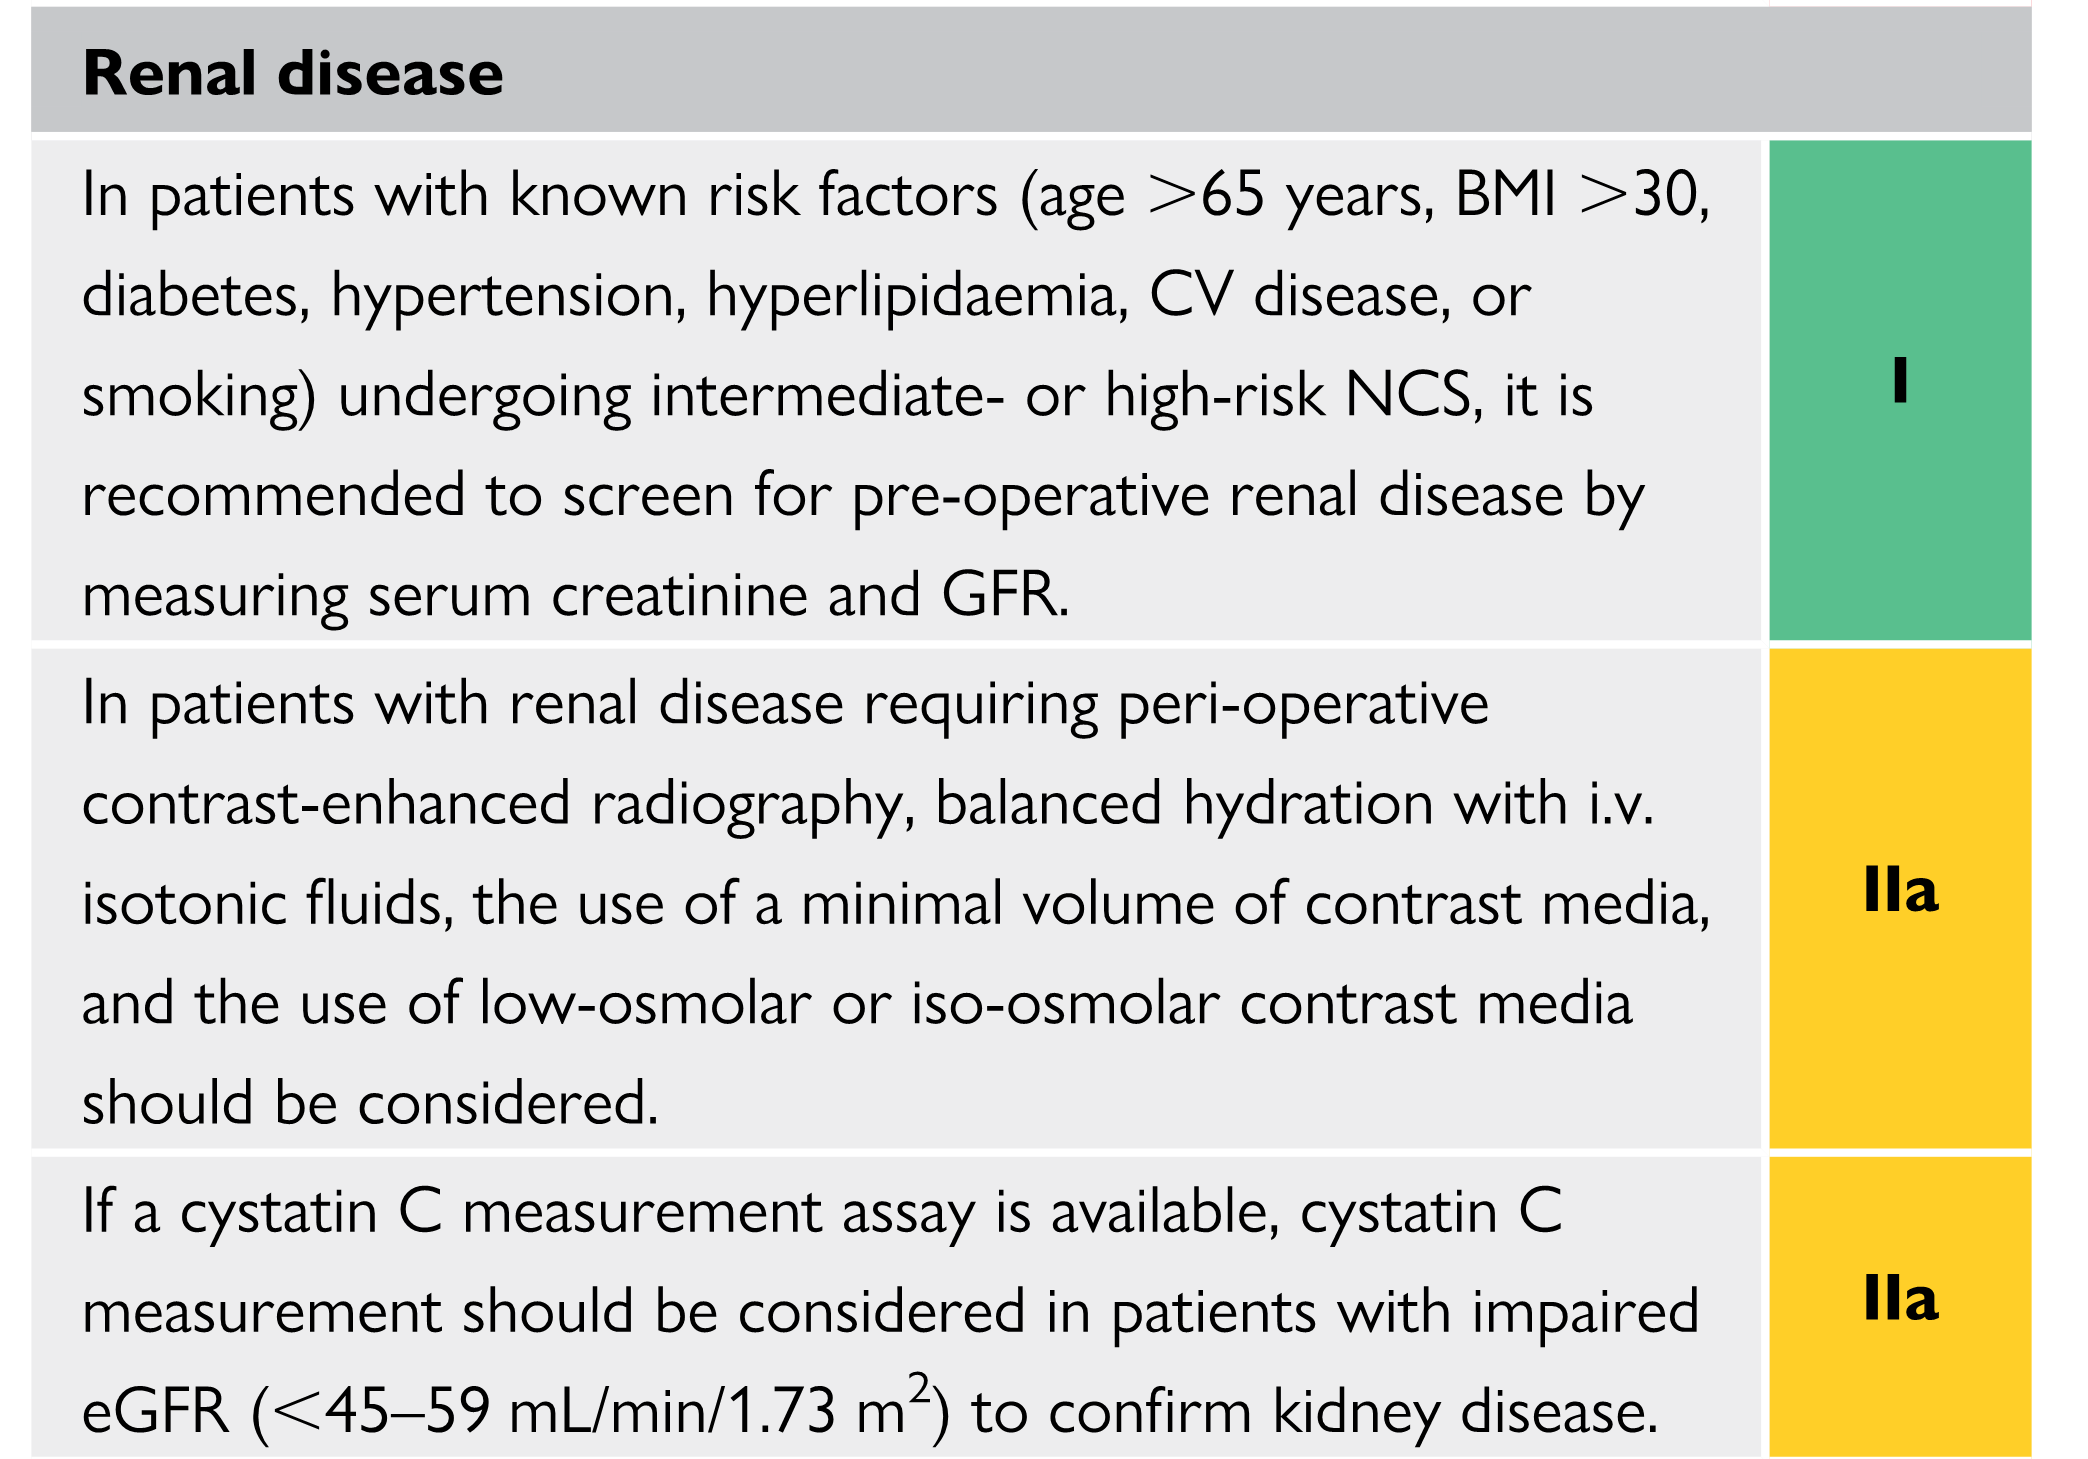 Renal disease
In patients with known risk factors (age >65 years, BMI >30,
diabetes, hypertension, hyperlipidaemia, CV disease, or
smoking) undergoing intermediate- or high-risk NCS, it is
recommended to screen for pre-operative renal disease by
measuring serum creatinine and GFR.
I
In patients with renal disease requiring peri-operative
contrast-enhanced radiography, balanced hydration with i.v.
isotonic fluids, the use of a minimal volume of contrast media,
and the use of low-osmolar or iso-osmolar contrast media
should be considered.
IIa
If a cystatin C measurement assay is available, cystatin C
measurement should be considered in patients with impaired
eGFR (<45–59 mL/min/1.73 m²) to confirm kidney disease.
IIa